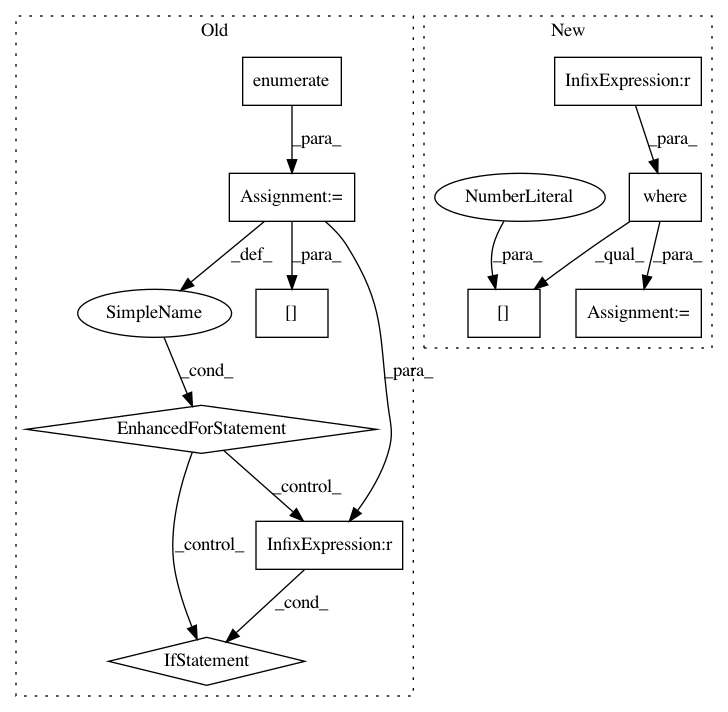 Old
New
enumerate
InfixExpression:r
_para_
_para_
Assignment:=
NumberLiteral
where
_def_
_para_
_para_
_qual_
_para_
SimpleName
[]
[]
Assignment:=
_cond_
_para_
EnhancedForStatement
_control_
_control_
InfixExpression:r
_cond_
IfStatement